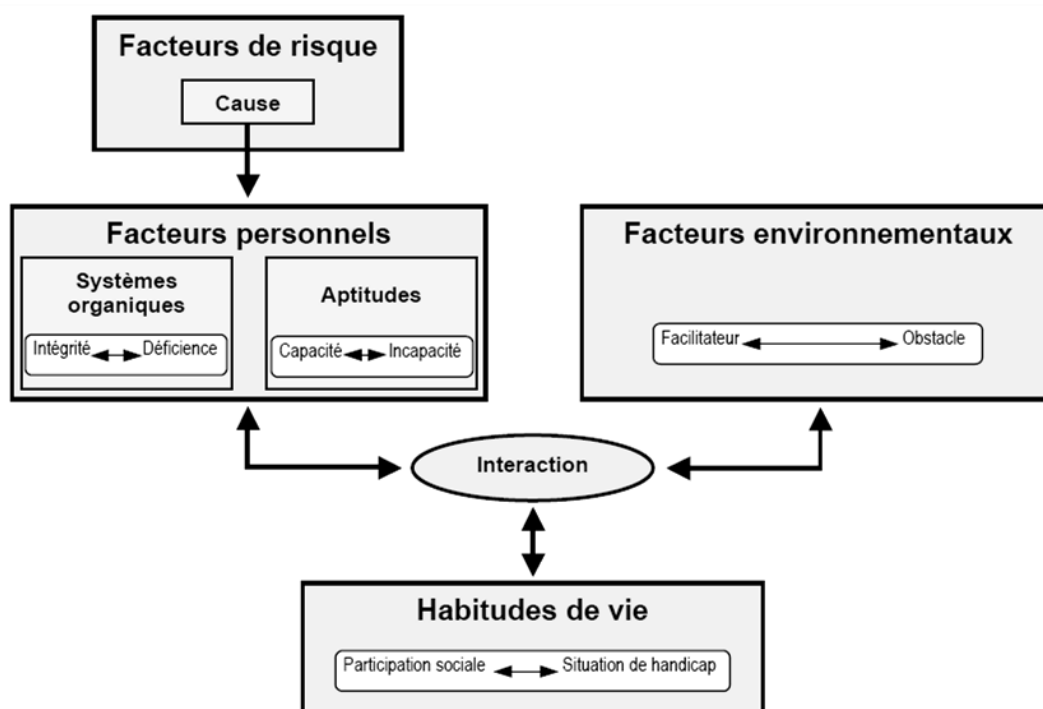 Facteurs de risque
Cause
Facteurs personnels
Systèmes
organiques
Intégrité Déficience
Aptitudes
Capacité Incapacité
Facteurs environnementaux
Facilitateur Obstacle
Interaction
Habitudes de vie
Participation sociale Situation de handicap